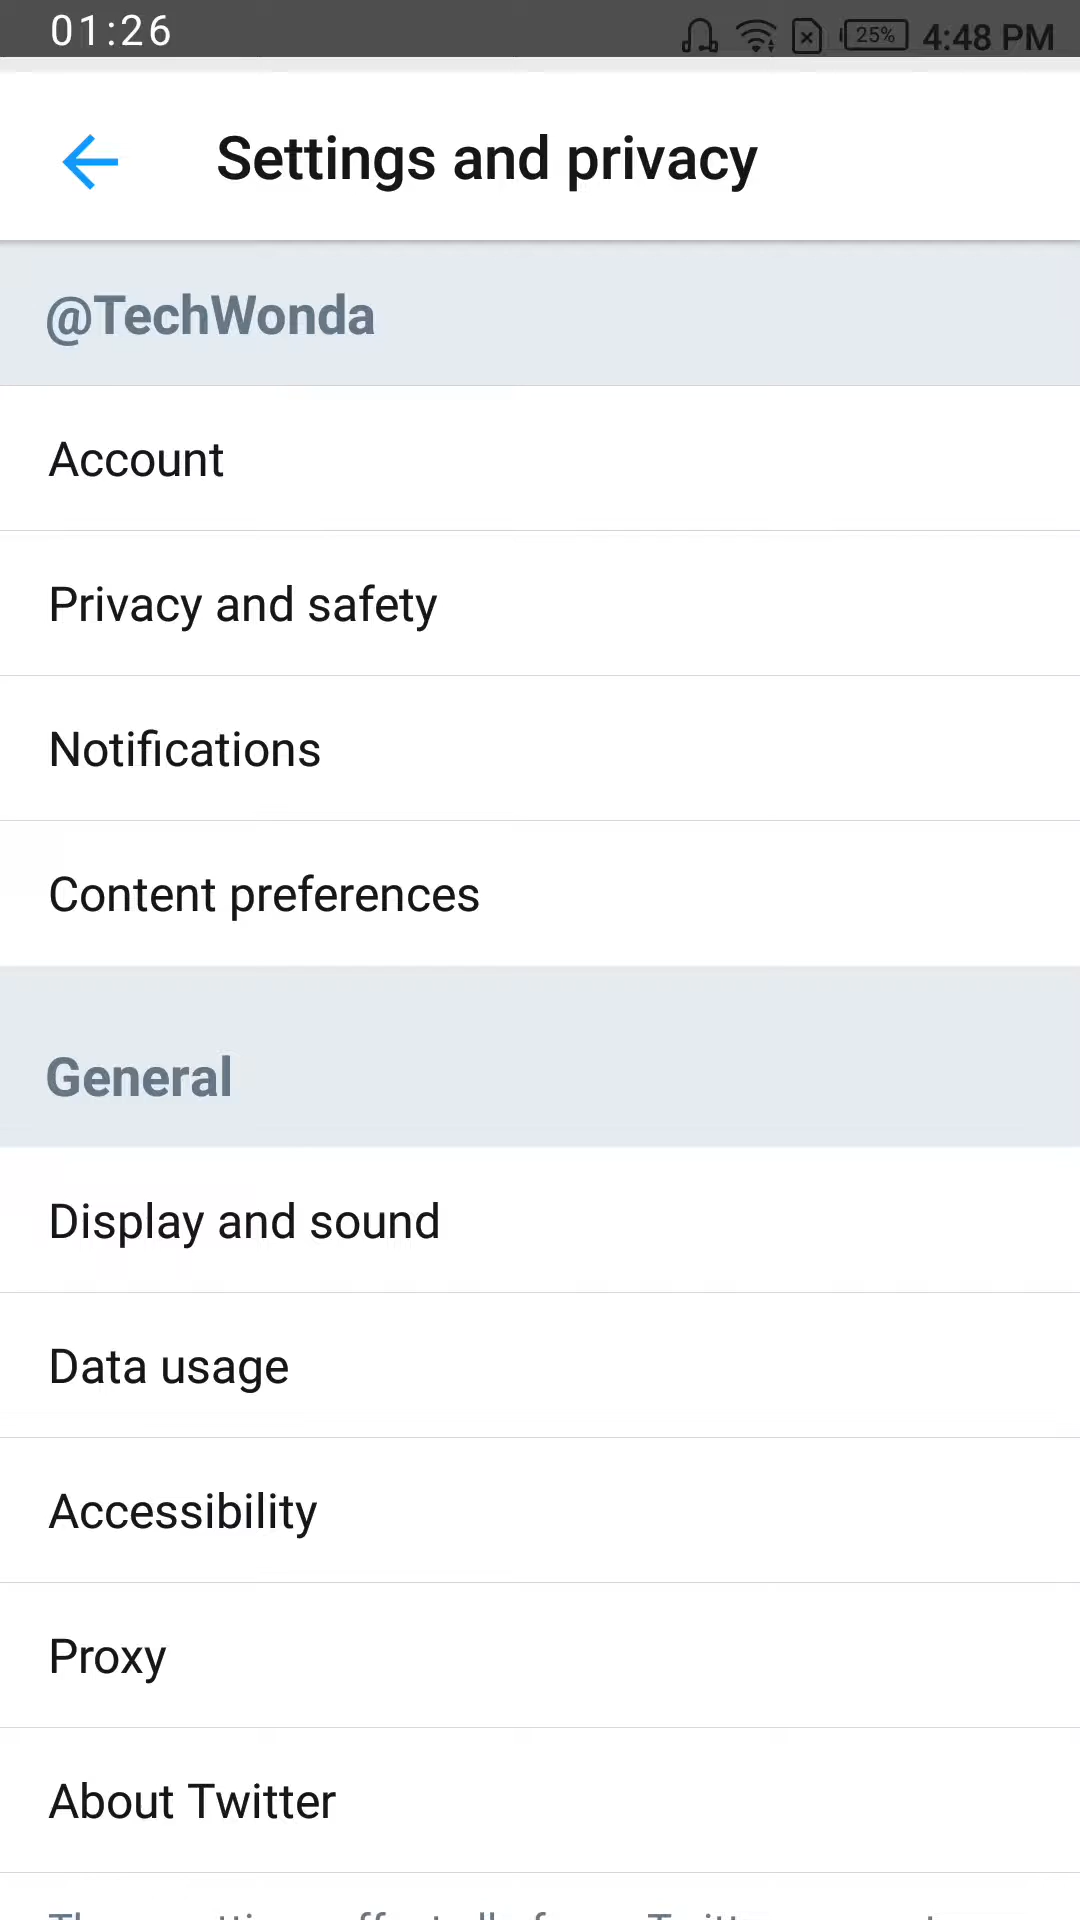 01:26
25% 4:48 PM
Settings and privacy
@TechWonda
Account
Privacy and safety
Notifications
Content preferences
General
Display and sound
Data usage
Accessibility
Proxy
About Twitter